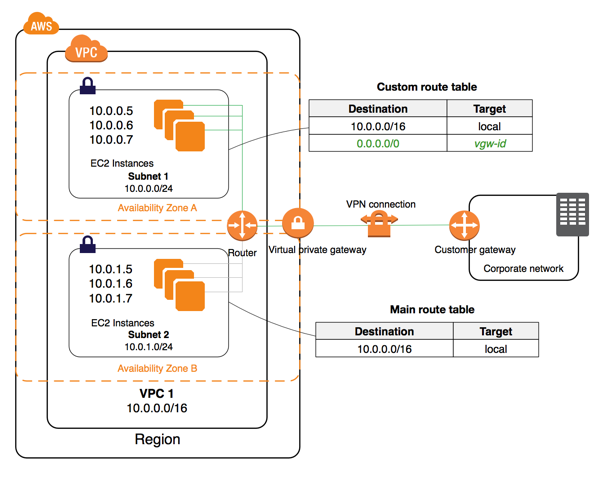 AWS
VPC
10.0.0.5
10.0.0.6
10.0.0.7
EC2 Instances
Subnet 1
10.0.0.0/24
Availability Zone A
Custom route table
Destination Target
10.0.0.0/16 local
0.0.0.0/0 vgw-id
Router
Virtual private gateway
VPN connection
Customer gateway
Corporate network
10.0.1.5
10.0.1.6
10.0.1.7
EC2 Instances
Subnet 2
10.0.1.0/24
Availability Zone B
Main route table
Destination Target
10.0.0.0/16 local
VPC 1
10.0.0.0/16
Region